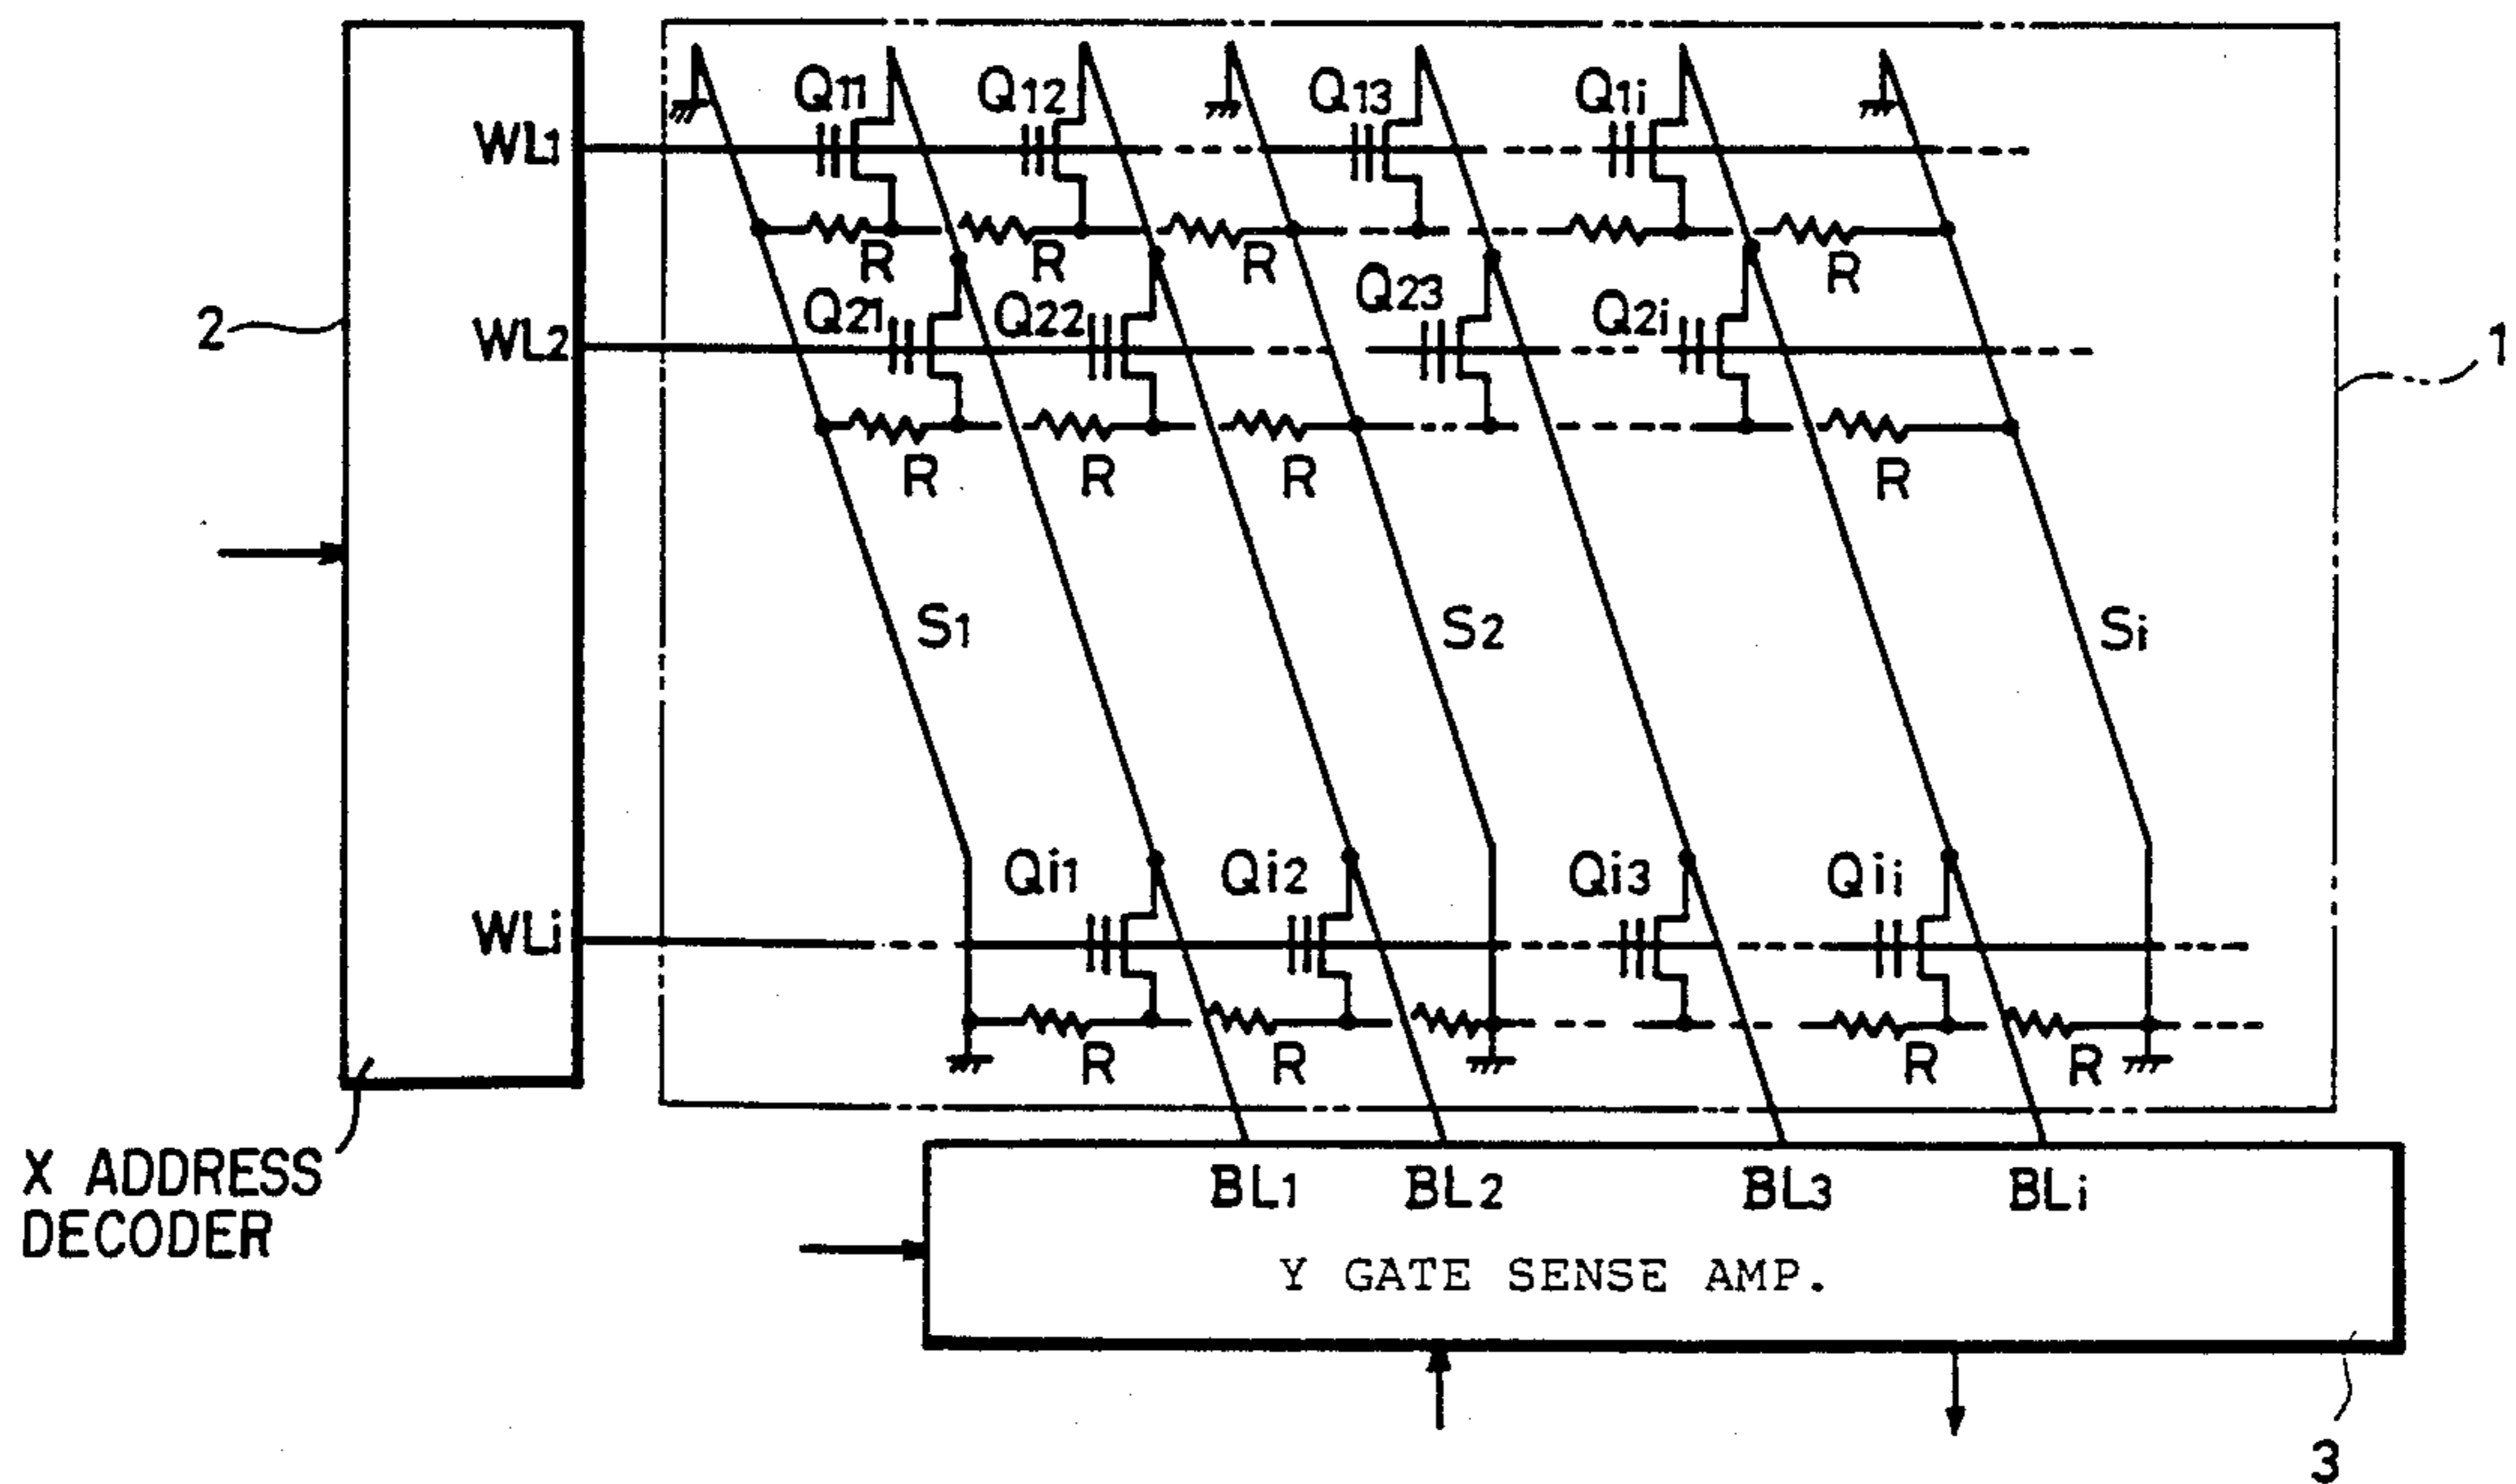 Q11 Q12 Q13 Q1i
WL1
R R R R
Q21 Q22 Q23 Q2i
2
WL2
1
R R R R
S1 S2 Si
Qi1 Qi2 Qi3 Qii
WLi
R R R R
X ADDRESS
DECODER
BL1 BL2 BL3 BLi
Y GATE SENSE AMP.
3